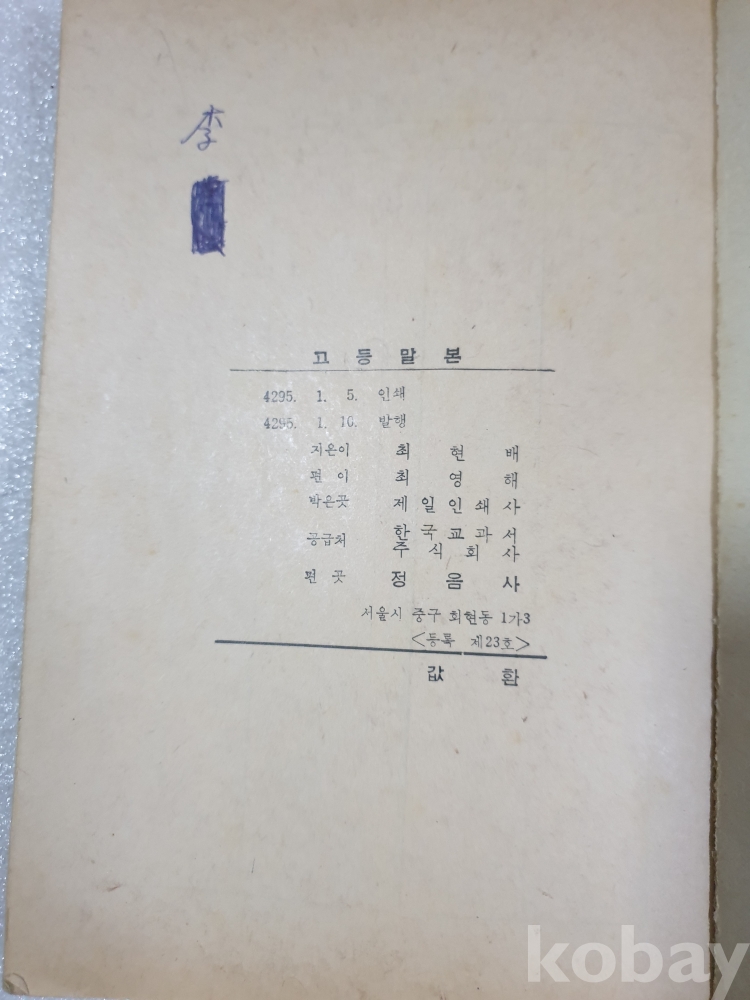 李
고등말본
4295. 1. 5. 인쇄
4295. 1. 10. 발행
지은이 최현배
편이 최영해
박은곳 제일인쇄사
공급처 한국교과서
주식회사
편곳 정음사
서울시 중구 회현동 1가3
<등록 제23호>
값 환
kobay